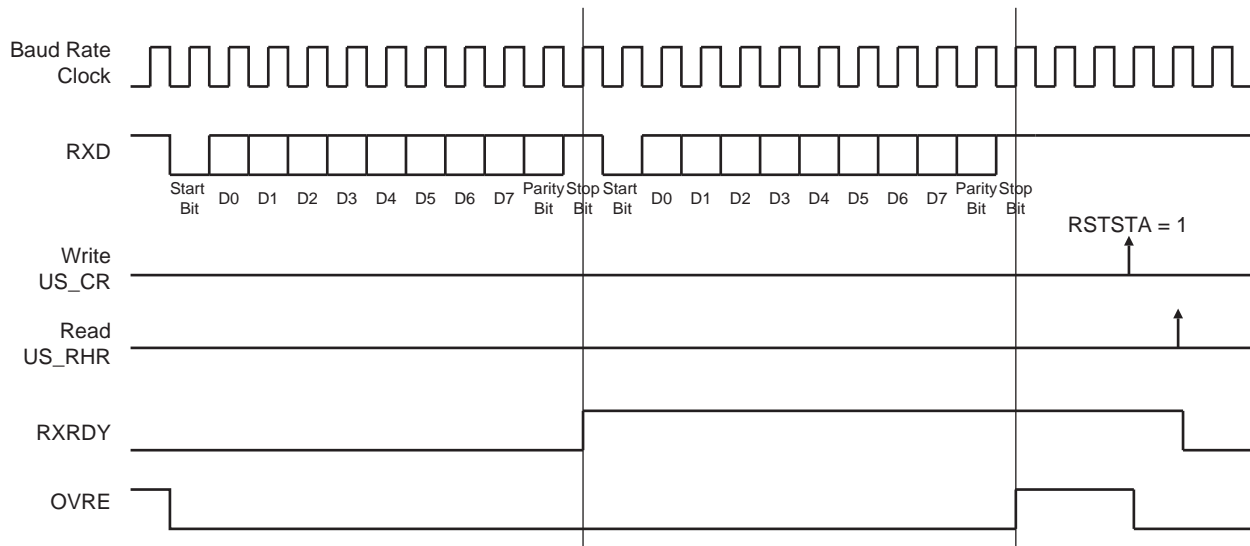 Baud Rate
Clock
RXD
Start
Bit
D0
D1
D2
D3
D4
D5
D6
D7
Parity
Bit
Stop
Bit
Start
Bit
D0
D1
D2
D3
D4
D5
D6
D7
Parity
Bit
Stop
Bit
RSTSTA = 1
Write
US_CR
Read
US_RHR
RXRDY
OVRE